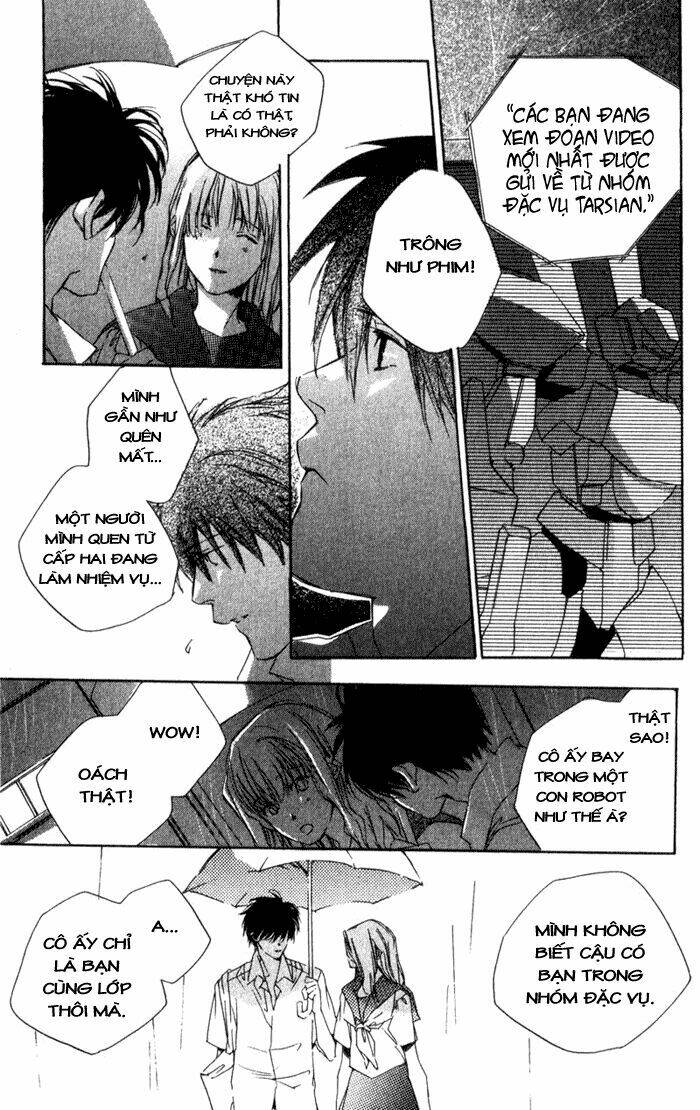 "CÁC BẠN ĐANG
XEM ĐOẠN VIDEO
MỚI NHẤT ĐƯỢC
GỬI VỀ TỪ NHÓM
ĐẶC VỤ TARSIAN."
TRÔNG
NHƯ PHIM!
CHUYỆN NÀY
THẬT KHÓ TIN
LÀ CÓ THẬT,
PHẢI KHÔNG?
MÌNH
GẦN NHƯ
QUÊN
MẤT...
MỘT NGƯỜI
MÌNH QUEN TỪ
CẤP HAI ĐANG
LÀM NHIỆM VỤ...
THẬT
SAO!
CÔ ẤY BAY
TRONG MỘT
CON ROBOT
NHƯ THẾ À?
WOW!
OÁCH
THẬT!
MÌNH KHÔNG
BIẾT CẬU CÓ
BẠN TRONG
NHÓM ĐẶC VỤ.
A...
CÔ ẤY CHỈ
LÀ BẠN
CÙNG LỚP
THÔI MÀ.